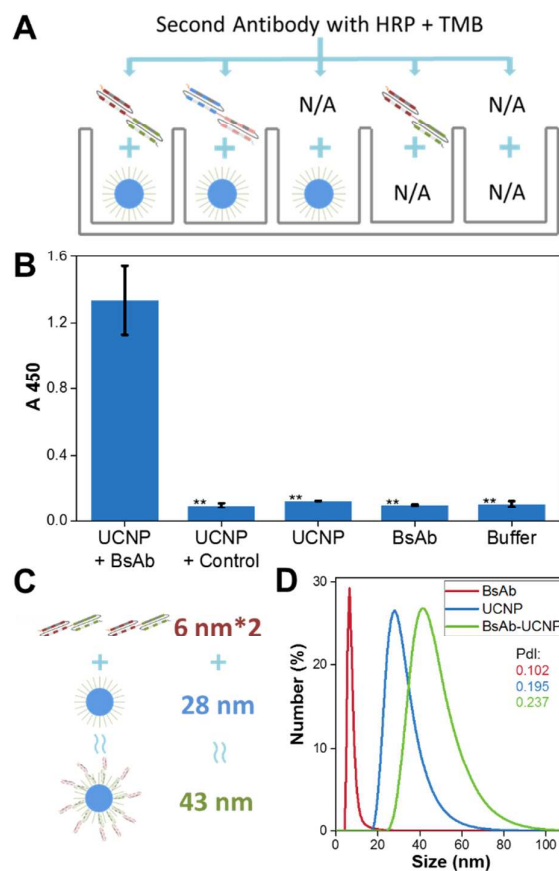 A
Second Antibody with HRP + TMB
N/A
N/A
N/A
N/A
B
1.6
1.2
0.8
0.4
0.0
A 450
**
**
**
**
UCNP + BsAb
UCNP + Control
UCNP
BsAb
Buffer
C
6 nm*2
28 nm
43 nm
D
BsAb
UCNP
BsAb-UCNP
PdI:
0.102
0.195
0.237
30
20
10
0
Number (%)
0 20 40 60 80 100
Size (nm)